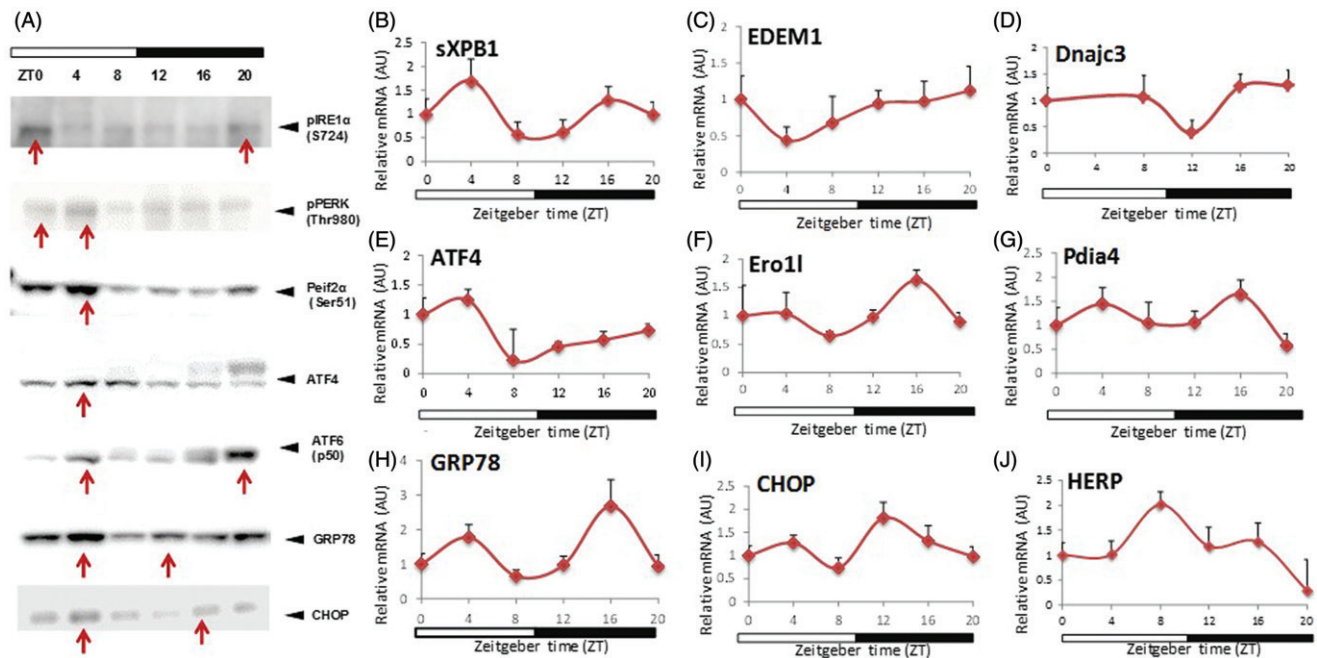 (A)
ZT0 4 8 12 16 20
pIRE1α
(S724)
pPERK
(Thr980)
Peif2α
(Ser51)
ATF4
ATF6
(p50)
GRP78
CHOP
(B)
sXPB1
Relative mRNA (AU)
2.5
2
1.5
1
0.5
0
0 4 8 12 16 20
Zeitgeber time (ZT)
(C)
EDEM1
Relative mRNA (AU)
2
1.5
1
0.5
0
0 4 8 12 16 20
Zeitgeber time (ZT)
(D)
Dnajc3
Relative mRNA (AU)
2
1.5
1
0.5
0
0 4 8 12 16 20
Zeitgeber time (ZT)
(E)
ATF4
Relative mRNA (AU)
2
1.5
1
0.5
0
0 4 8 12 16 20
Zeitgeber time (ZT)
(F)
Ero1l
Relative mRNA (AU)
2
1.5
1
0.5
0
0 4 8 12 16 20
Zeitgeber time (ZT)
(G)
Pdia4
Relative mRNA (AU)
2.5
2
1.5
1
0.5
0
0 4 8 12 16 20
Zeitgeber time (ZT)
(H)
GRP78
Relative mRNA (AU)
4
3
2
1
0
0 4 8 12 16 20
Zeitgeber time (ZT)
(I)
CHOP
Relative mRNA (AU)
2.5
2
1.5
1
0.5
0
0 4 8 12 16 20
Zeitgeber time (ZT)
(J)
HERP
Relative mRNA (AU)
2.5
2
1.5
1
0.5
0
0 4 8 12 16 20
Zeitgeber time (ZT)